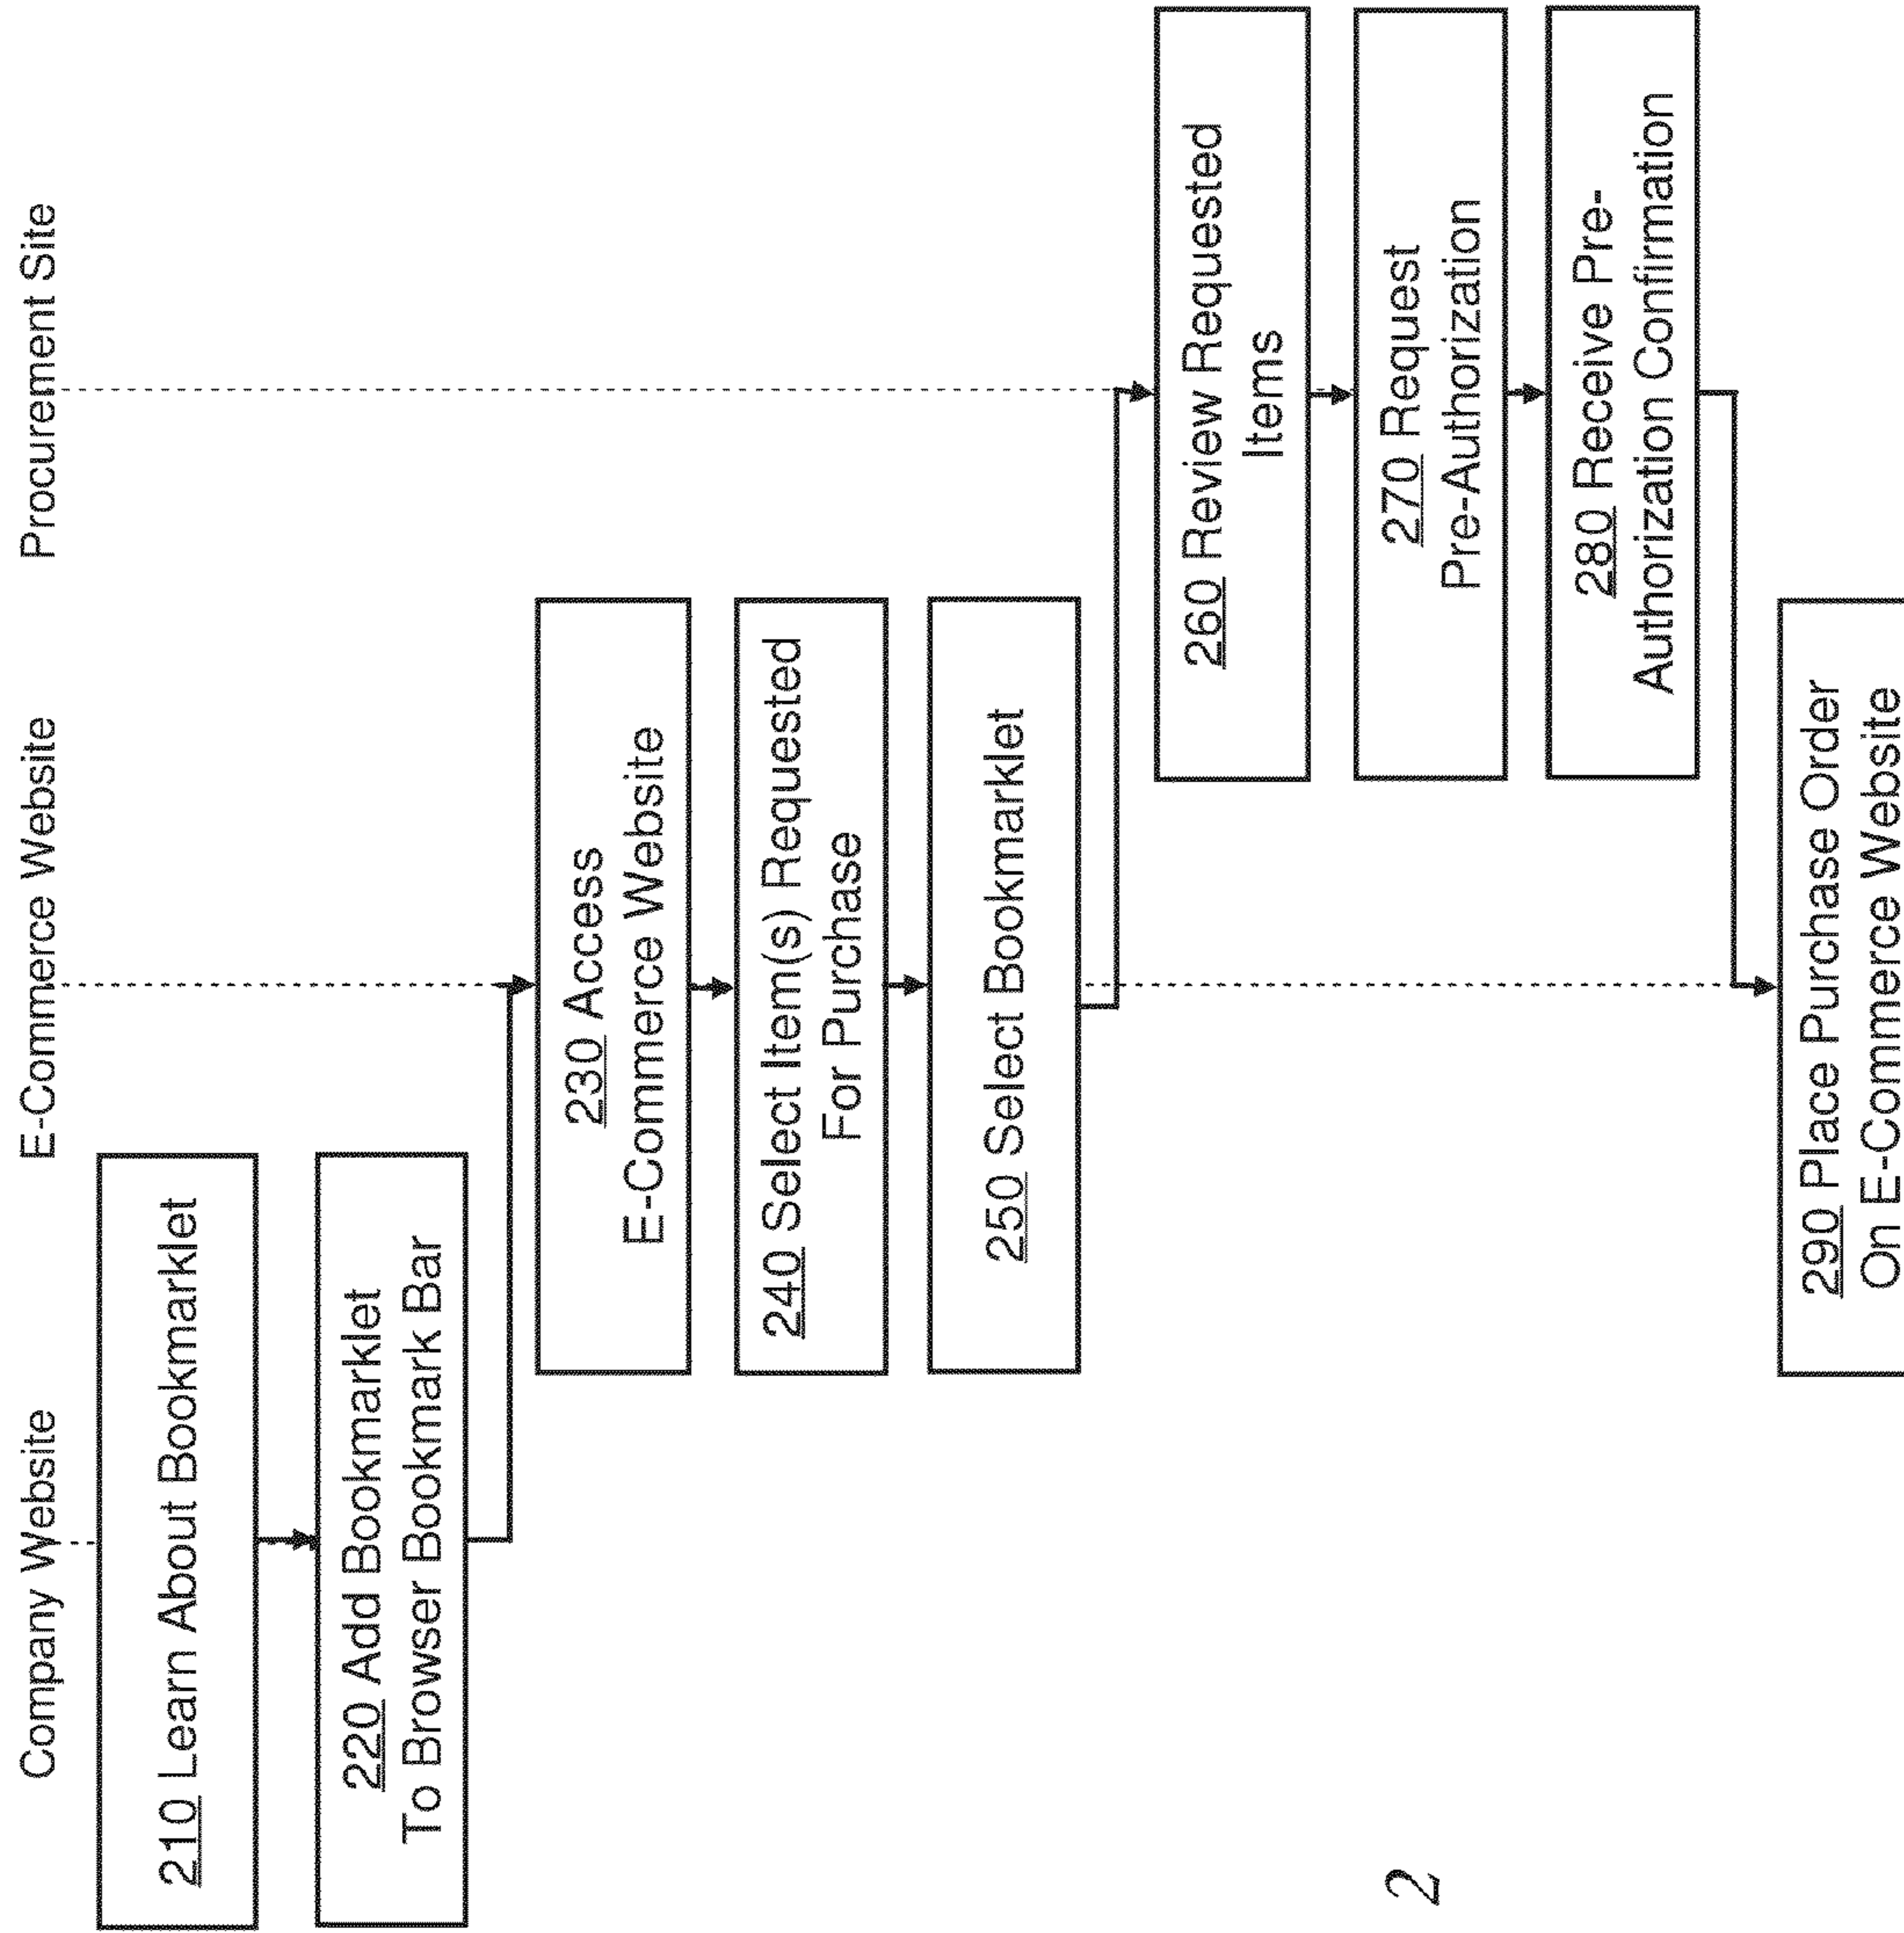 Company Website
E-Commerce Website
Procurement Site
210 Learn About Bookmarklet
220 Add Bookmarklet
To Browser Bookmark Bar
230 Access
E-Commerce Website
240 Select Item(s) Requested
For Purchase
250 Select Bookmarklet
260 Review Requested
Items
270 Request
Pre-Authorization
280 Receive Pre-
Authorization Confirmation
290 Place Purchase Order
On E-Commerce Website
2